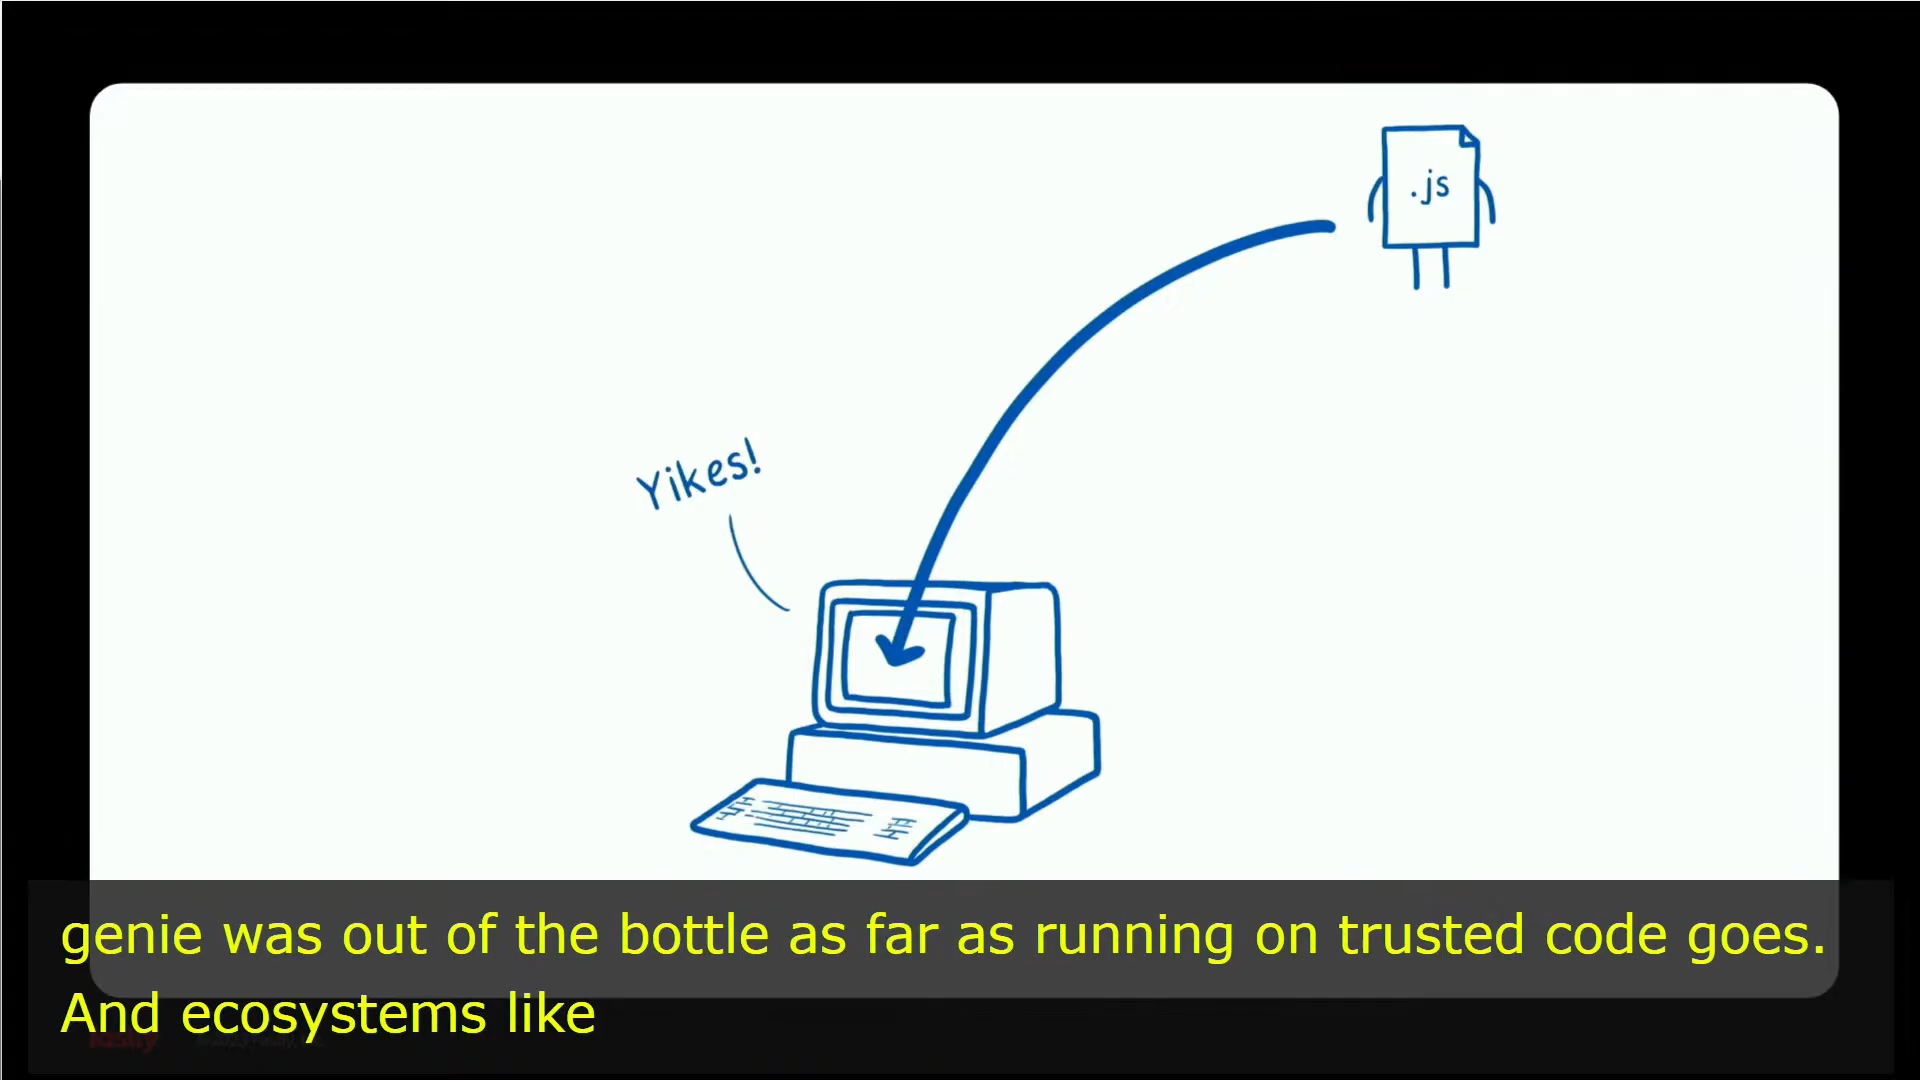 .js
Yikes!
genie was out of the bottle as far as running on trusted code goes.
And ecosystems like